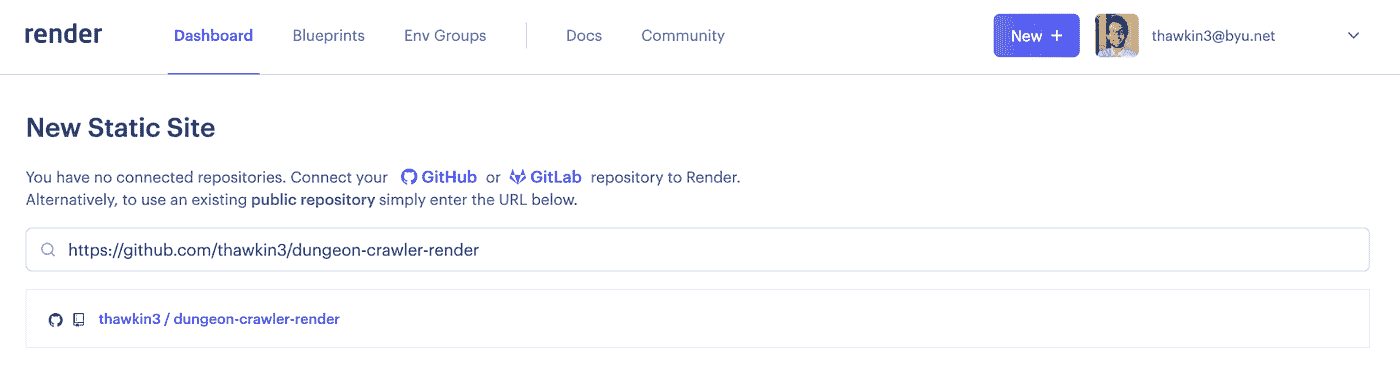 render Dashboard Blueprints Env Groups Docs Community New + thawkin3@byu.net
New Static Site
You have no connected repositories. Connect your GitHub or GitLab repository to Render.
Alternatively, to use an existing public repository simply enter the URL below.
https://github.com/thawkin3/dungeon-crawler-render
thawkin3 / dungeon-crawler-render